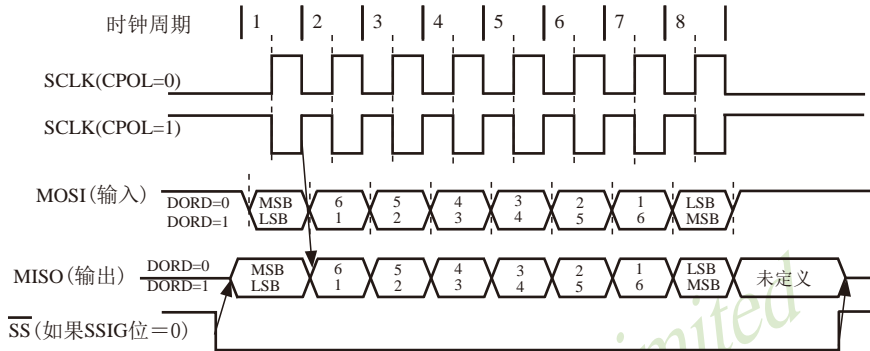 时钟周期 1 2 3 4 5 6 7 8
SCLK(CPOL=0)
SCLK(CPOL=1)
MOSI(输入) DORD=0 MSB 6 5 4 3 2 1 LSB
DORD=1 LSB 1 2 3 4 5 6 MSB
MISO(输出) DORD=0 MSB 6 5 4 3 2 1 LSB 未定义
DORD=1 LSB 1 2 3 4 5 6 MSB
SS(如果SSIG位=0)
imited